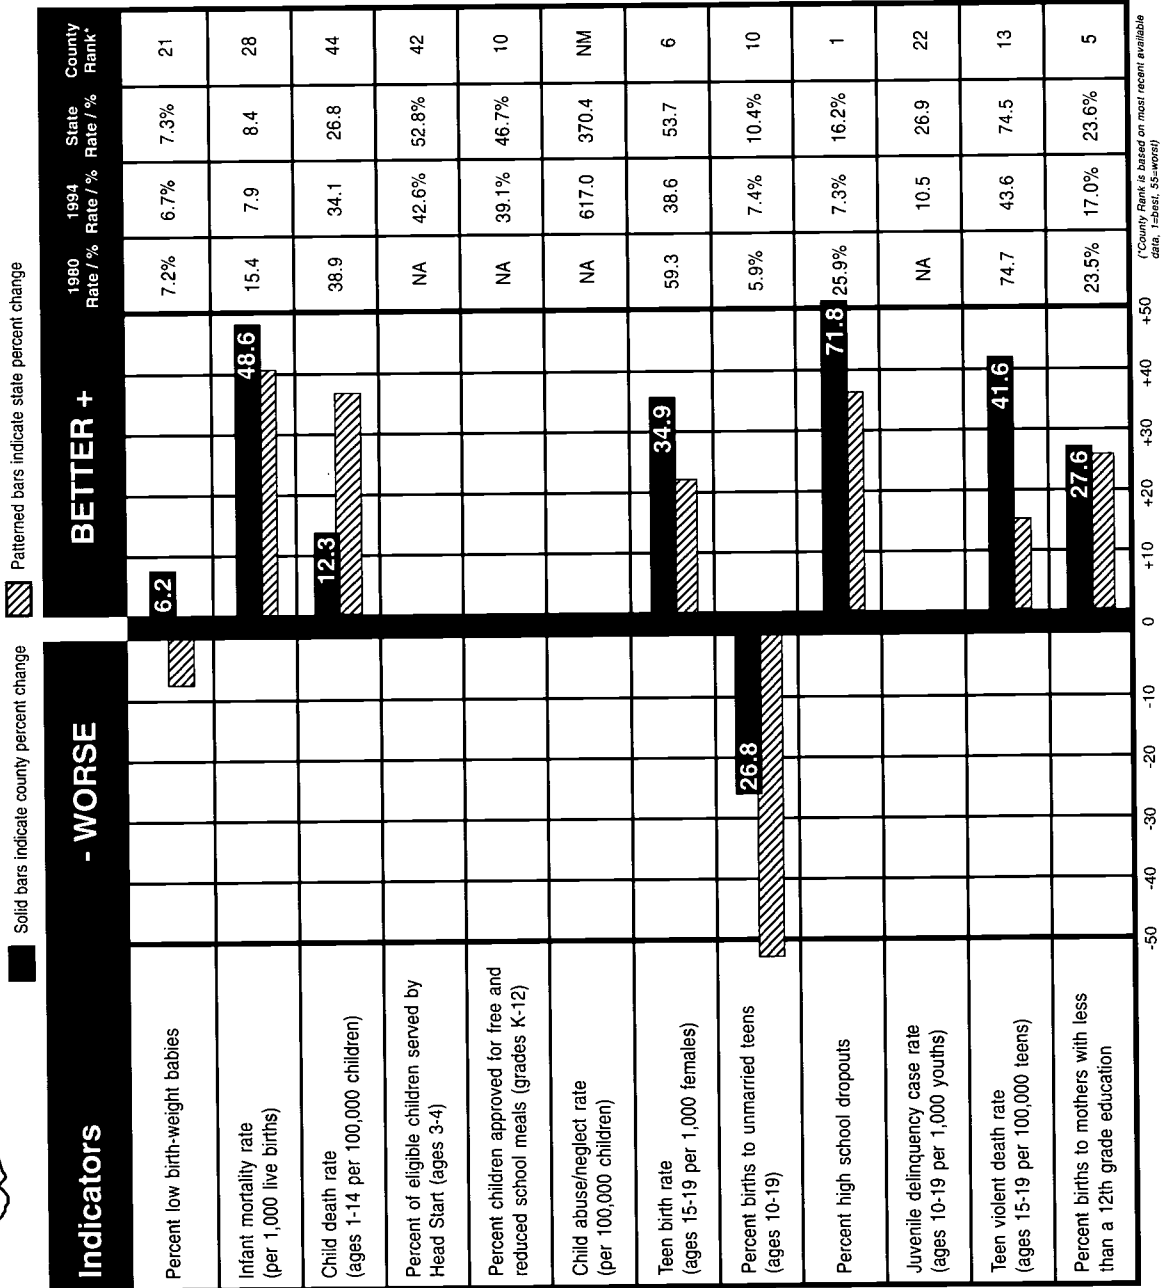 Solid bars indicate county percent change
Patterned bars indicate state percent change
Indicators
- WORSE
BETTER +
1980
Rate / %
1994
Rate / %
State
Rate / %
County
Rank*
Percent low birth-weight babies
6.2
7.2%
6.7%
7.3%
21
Infant mortality rate
(per 1,000 live births)
48.6
15.4
7.9
8.4
28
Child death rate
(ages 1-14 per 100,000 children)
12.3
38.9
34.1
26.8
44
Percent of eligible children served by
Head Start (ages 3-4)
NA
42.6%
52.8%
42
Percent children approved for free and
reduced school meals (grades K-12)
NA
39.1%
46.7%
10
Child abuse/neglect rate
(per 100,000 children)
NA
617.0
370.4
NM
Teen birth rate
(ages 15-19 per 1,000 females)
34.9
59.3
38.6
53.7
6
Percent births to unmarried teens
(ages 10-19)
26.8
5.9%
7.4%
10.4%
10
Percent high school dropouts
71.8
25.9%
7.3%
16.2%
1
Juvenile delinquency case rate
(ages 10-19 per 1,000 youths)
NA
10.5
26.9
22
Teen violent death rate
(ages 15-19 per 100,000 teens)
41.6
74.7
43.6
74.5
13
Percent births to mothers with less
than a 12th grade education
27.6
23.5%
17.0%
23.6%
5
-50
-40
-30
-20
-10
0
+10
+20
+30
+40
+50
(*County Rank is based on most recent available
data, 1=best, 55=worst)